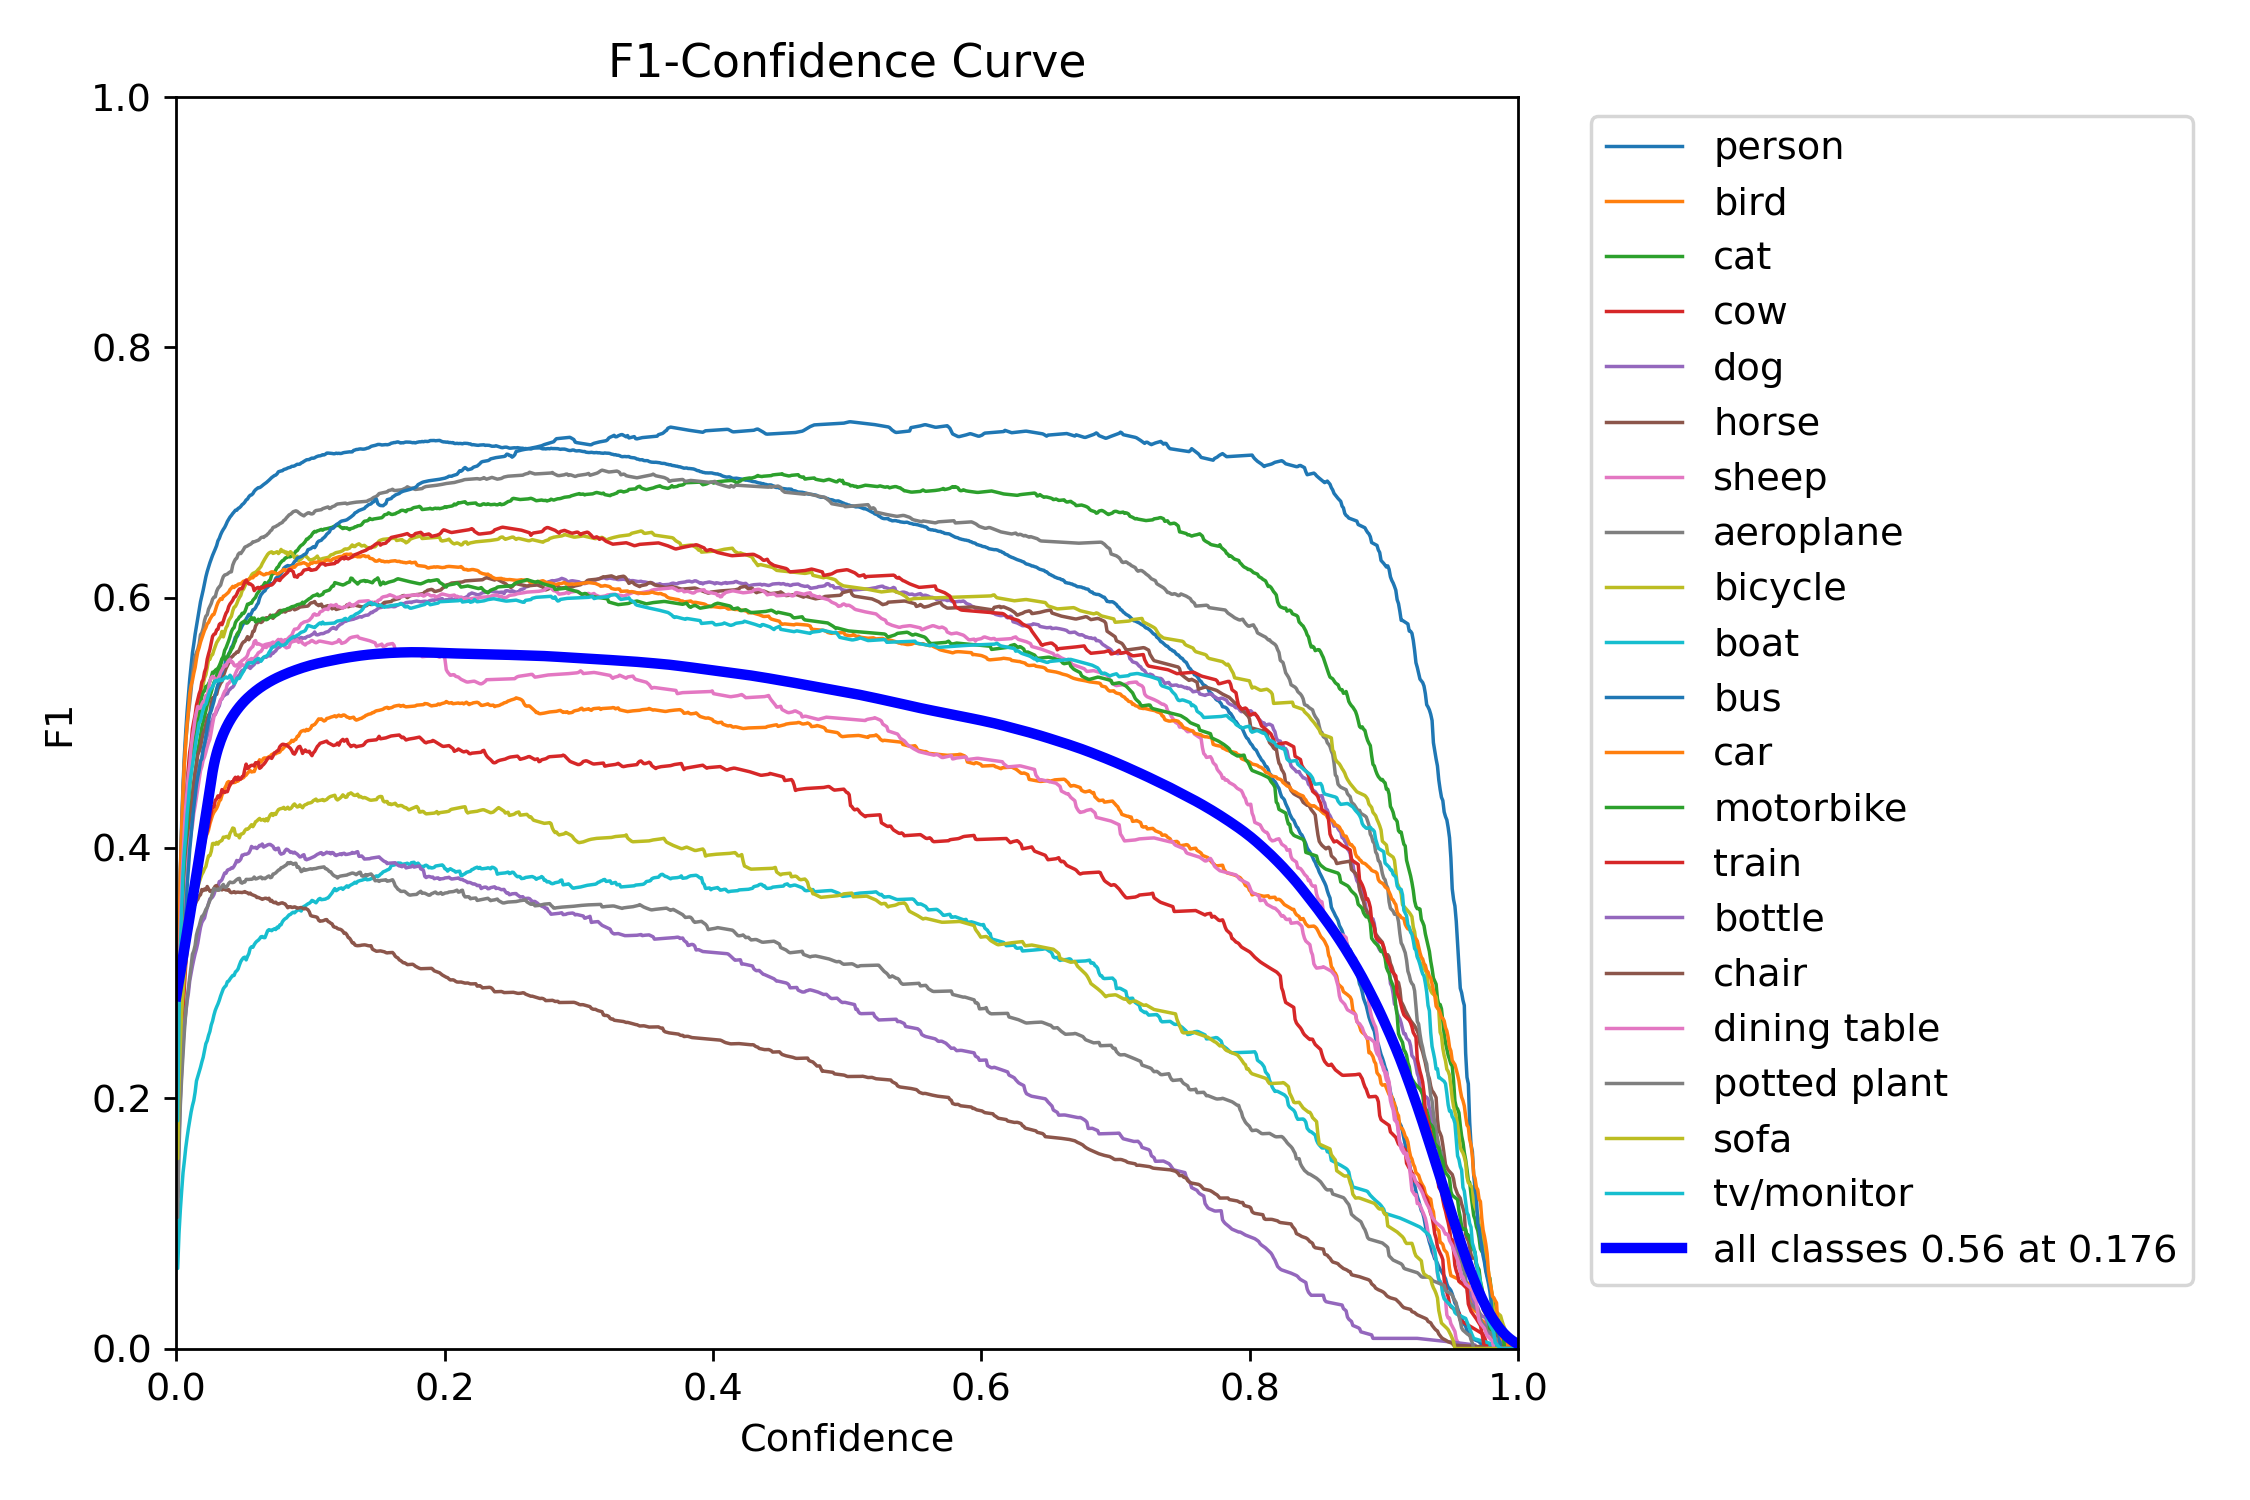 F1-Confidence Curve
1.0
0.8
0.6
0.4
0.2
0.0
F1
0.0 0.2 0.4 0.6 0.8 1.0
Confidence
person
bird
cat
cow
dog
horse
sheep
aeroplane
bicycle
boat
bus
car
motorbike
train
bottle
chair
dining table
potted plant
sofa
tv/monitor
all classes 0.56 at 0.176